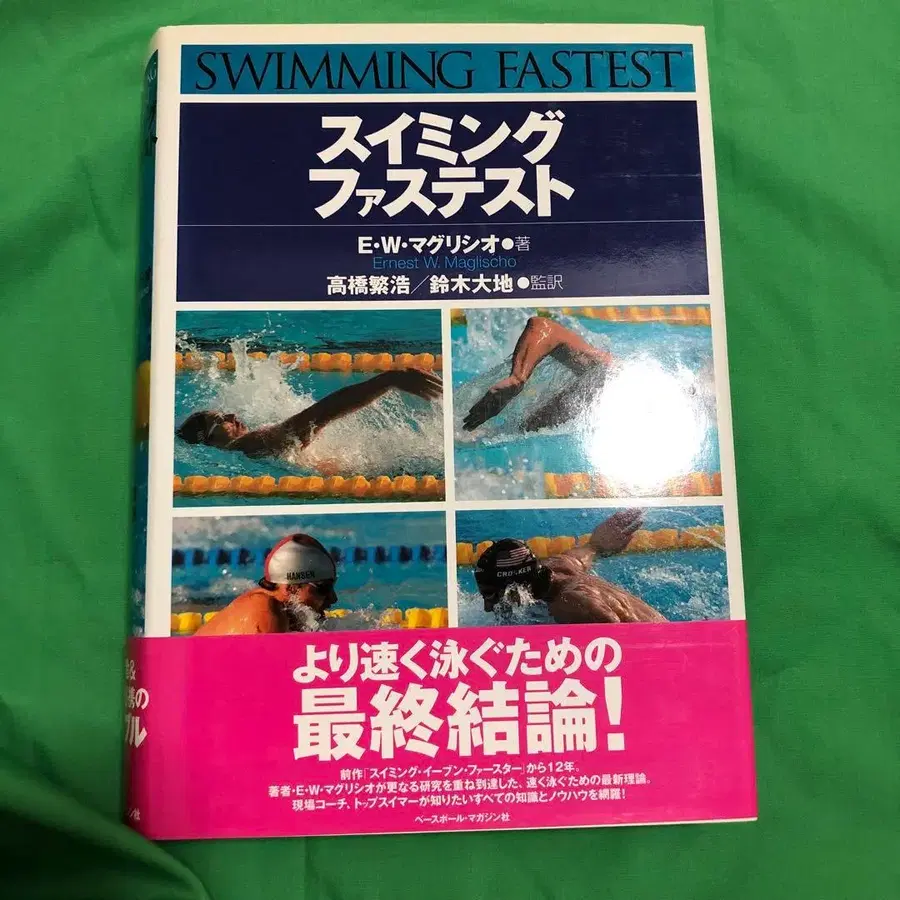 SWIMMING FASTEST
スイミング
ファステスト
E・W・マグリシオ●著
Ernest W. Maglischo
高橋繁浩／鈴木大地●監訳
HANSEN
CROCKER
より速く泳ぐための
最終結論!
前作「スイミング・イーブン・ファースター」から12年。
著者・E・W・マグリシオが更なる研究を重ね到達した、速く泳ぐための最新理論。
現場コーチ、トップスイマーが知りたいすべての知識とノウハウを網羅!
ベースボール・マガジン社